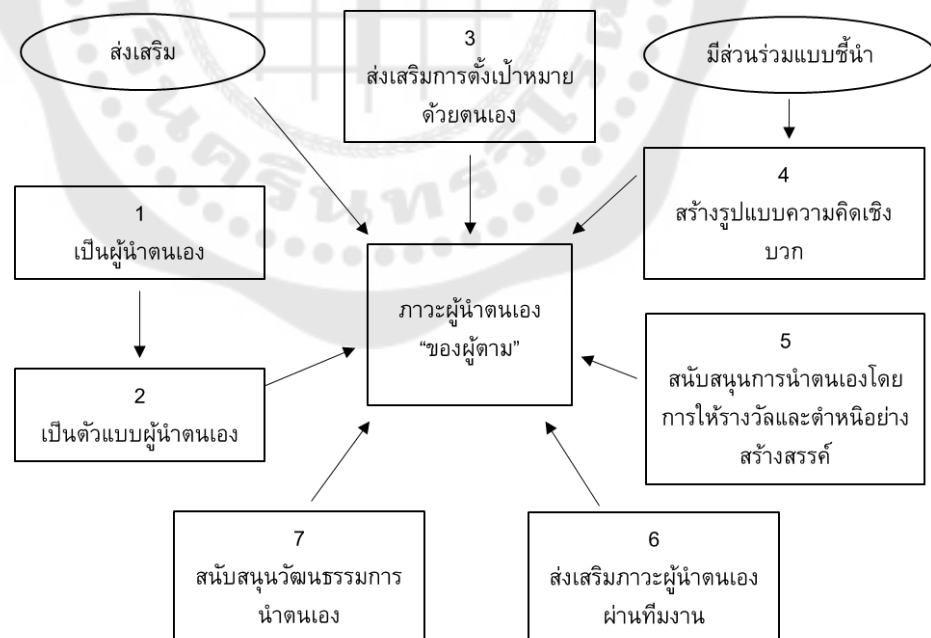 ส่งเสริม
3
ส่งเสริมการตั้งเป้าหมาย
ด้วยตนเอง
มีส่วนร่วมแบบชี้นำ
1
เป็นผู้นำตนเอง
4
สร้างรูปแบบความคิดเชิง
บวก
ภาวะผู้นำตนเอง
“ของผู้ตาม”
2
เป็นตัวแบบผู้นำตนเอง
5
สนับสนุนการนำตนเองโดย
การให้รางวัลและตำหนิอย่าง
สร้างสรรค์
7
สนับสนุนวัฒนธรรมการ
นำตนเอง
6
ส่งเสริมภาวะผู้นำตนเอง
ผ่านทีมงาน